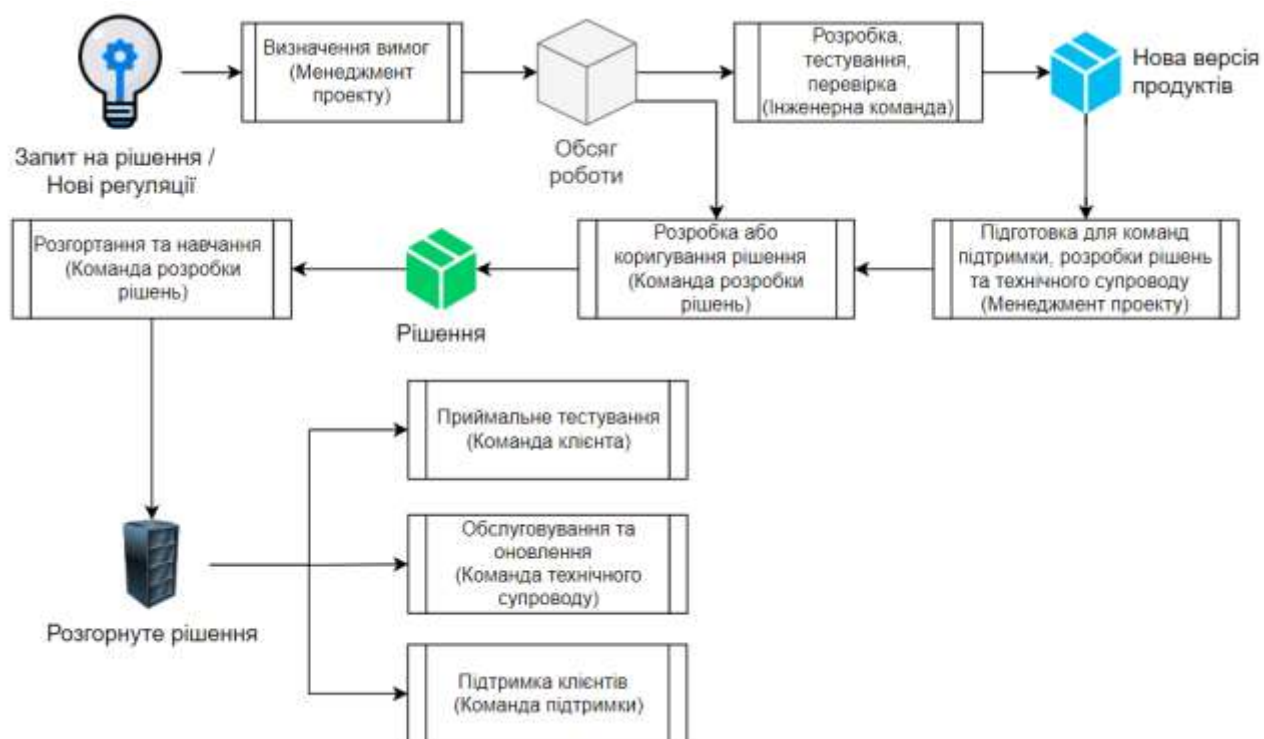 Визначення вимог
(Менеджмент
проекту)
Розробка,
тестування,
перевірка
(Інженерна команда)
Нова версія
продуктів
Запит на рішення /
Нові регуляції
Обсяг
роботи
Розгортання та навчання
(Команда розробки
рішень)
Рішення
Розробка або
коригування рішення
(Команда розробки
рішень)
Підготовка для команд
підтримки, розробки рішень
та технічного супроводу
(Менеджмент проекту)
Приймальне тестування
(Команда клієнта)
Обслуговування та
оновлення
(Команда технічного
супроводу)
Розгорнуте рішення
Підтримка клієнтів
(Команда підтримки)